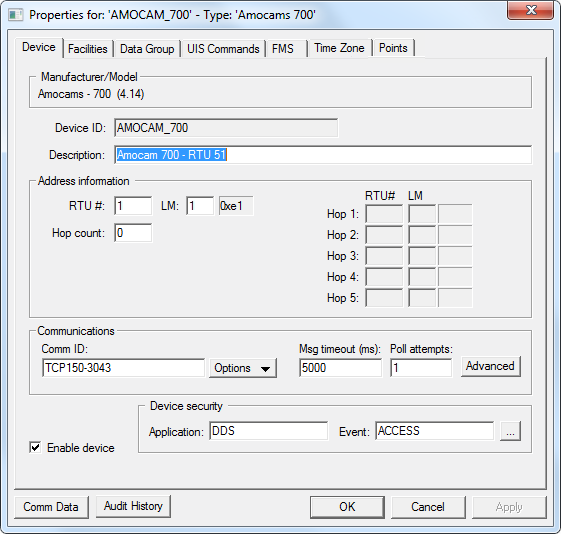 Properties for: 'AMOCAM_700' - Type: 'Amocams 700'
Device Facilities Data Group UIS Commands FMS Time Zone Points
Manufacturer/Model
Amocams - 700 (4.14)
Device ID: AMOCAM_700
Description: Amocam 700 - RTU 51
Address information
RTU# LM
RTU #: 1 LM: 1 0xe1
Hop 1:
Hop count: 0
Hop 2:
Hop 3:
Hop 4:
Hop 5:
Communications
Comm ID: Msg timeout (ms): Poll attempts:
TCP150-3043 Options 5000 1 Advanced
Device security
Application: DDS Event: ACCESS ...
Enable device
Comm Data Audit History OK Cancel Apply